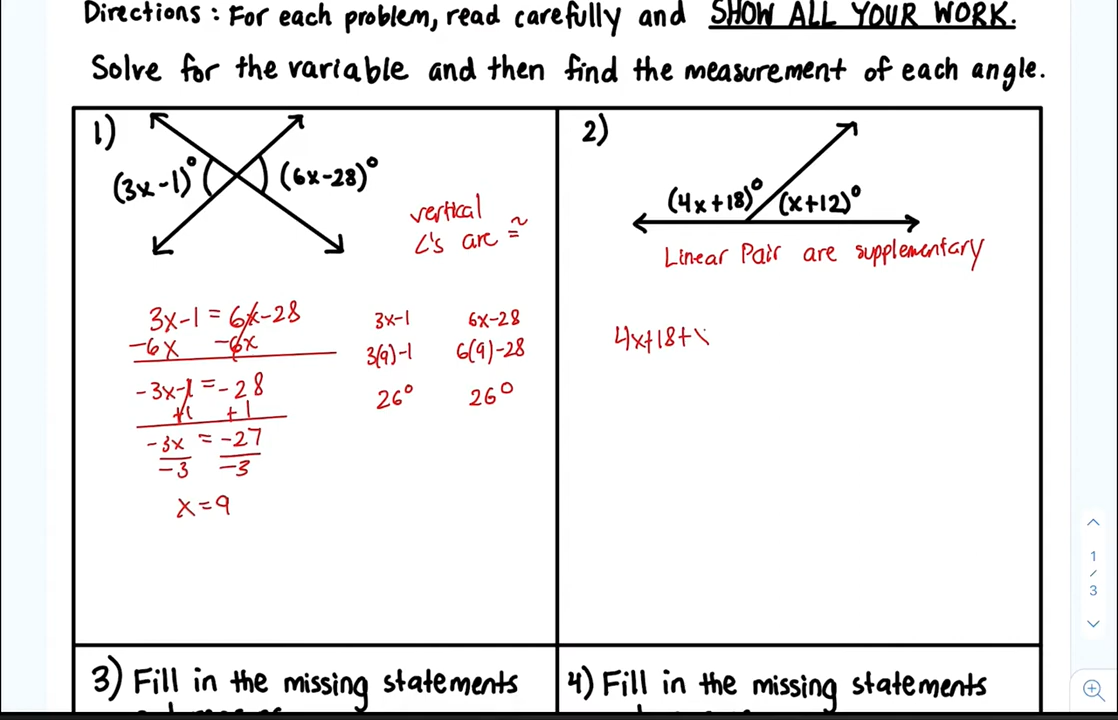 Directions : For each problem, read carefully and SHOW ALL YOUR WORK.
Solve for the variable and then find the measurement of each angle.
1)
(3x-1)° (6x-28)°
vertical
∠'s are ≅
3x-1 = 6x-28
-6x -6x
-3x-1 = -28
+1 +1
-3x = -27
-3 -3
x=9
3x-1 6x-28
3(9)-1 6(9)-28
26° 26°
2)
(4x+18)° (x+12)°
Linear Pair are supplementary
4x+18+
3) Fill in the missing statements
4) Fill in the missing statements
1
/
3